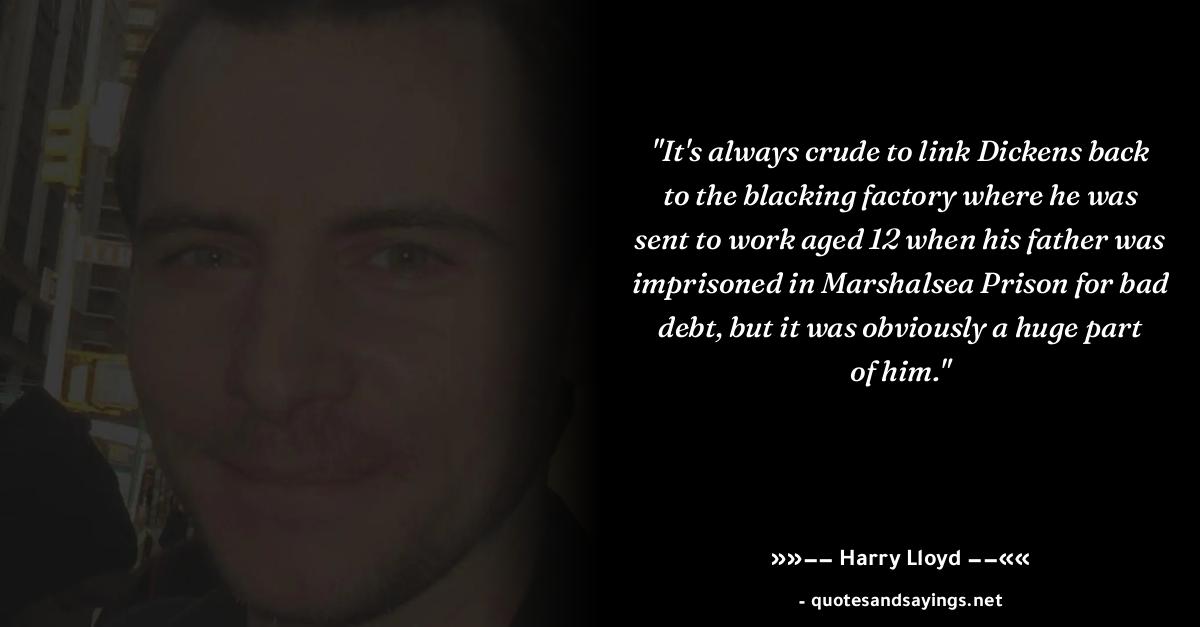 "It's always crude to link Dickens back
to the blacking factory where he was
sent to work aged 12 when his father was
imprisoned in Marshalsea Prison for bad
debt, but it was obviously a huge part
of him."
»»−− Harry Lloyd −−««
- quotesandsayings.net